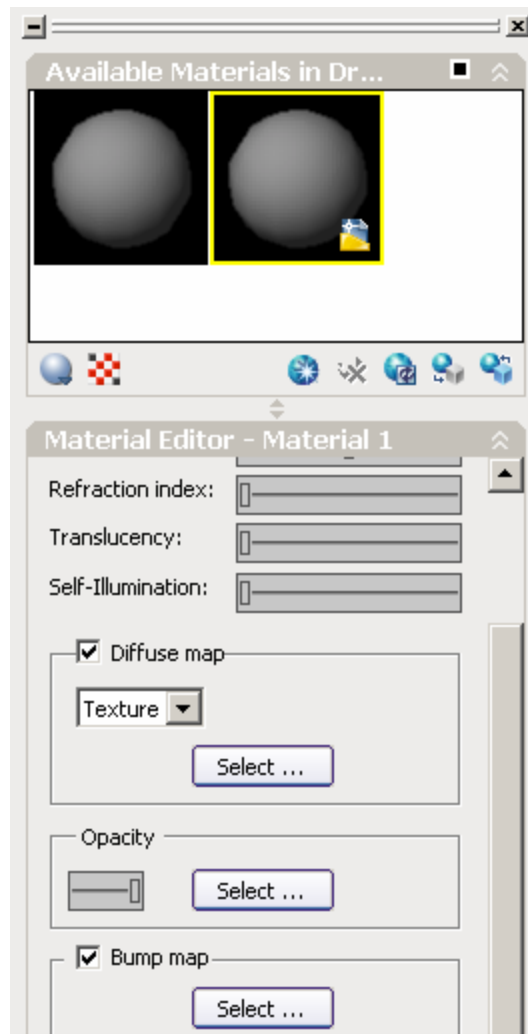 Available Materials in Dr...
Material Editor - Material 1
Refraction index:
Translucency:
Self-Illumination:
Diffuse map
Texture
Select ...
Opacity
Select ...
Bump map
Select ...